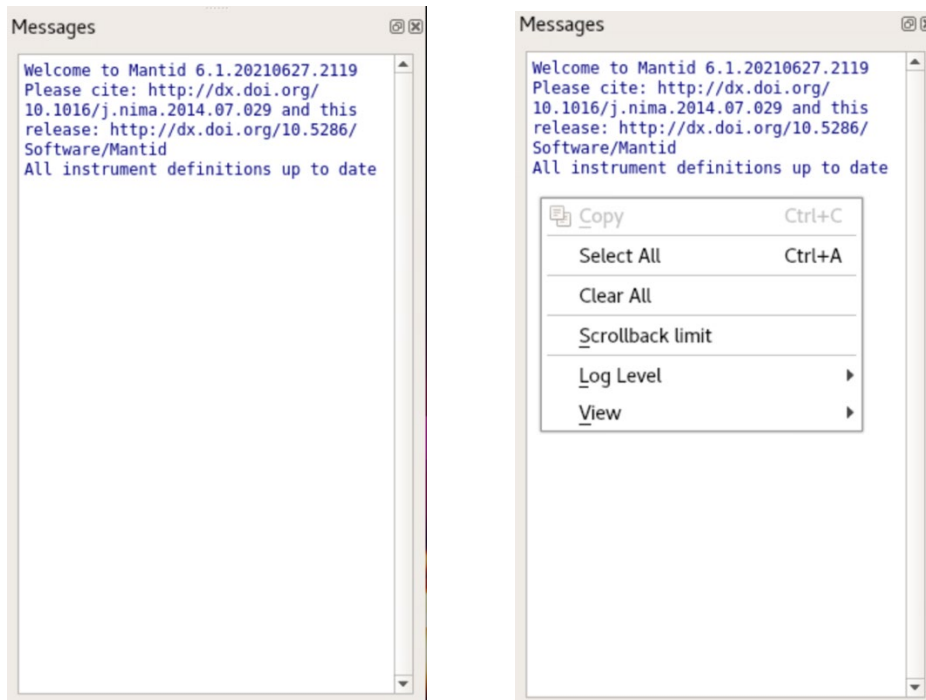 Messages
Welcome to Mantid 6.1.20210627.2119
Please cite: http://dx.doi.org/
10.1016/j.nima.2014.07.029 and this
release: http://dx.doi.org/10.5286/
Software/Mantid
All instrument definitions up to date
Messages
Welcome to Mantid 6.1.20210627.2119
Please cite: http://dx.doi.org/
10.1016/j.nima.2014.07.029 and this
release: http://dx.doi.org/10.5286/
Software/Mantid
All instrument definitions up to date
Copy Ctrl+C
Select All Ctrl+A
Clear All
Scrollback limit
Log Level
View